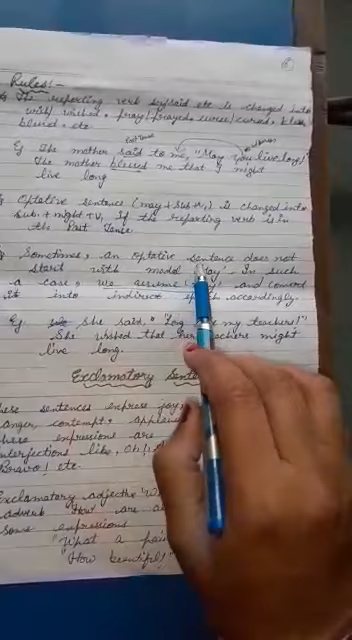 Rules:-
The reporting verb say/said etc is changed into
wish/wished, pray/prayed, curse/cursed, bless/
blessed, etc
Past Tense
Eg The mother said to me, "May you live long!
The mother blessed me that I might
live long
Optative sentence (may + sub + V1) is changed into
sub + might + V1 If the reporting verb is in
the Past Tence
Sometimes, an optative sentence does not
start with modal 'May'. In such
a case, we assume and convert
it into indirect speech accordingly.
Eg. she said, "Long my teachers!"
She wished that her teachers might
live long.
Exclamatory
These sentences express joy,
anger, contempt,
These expressions are
interjections like, Oh!,
Bravo! etc.
Exclamatory adjective
adverb How are
some expressions
"What a
How beautiful!"